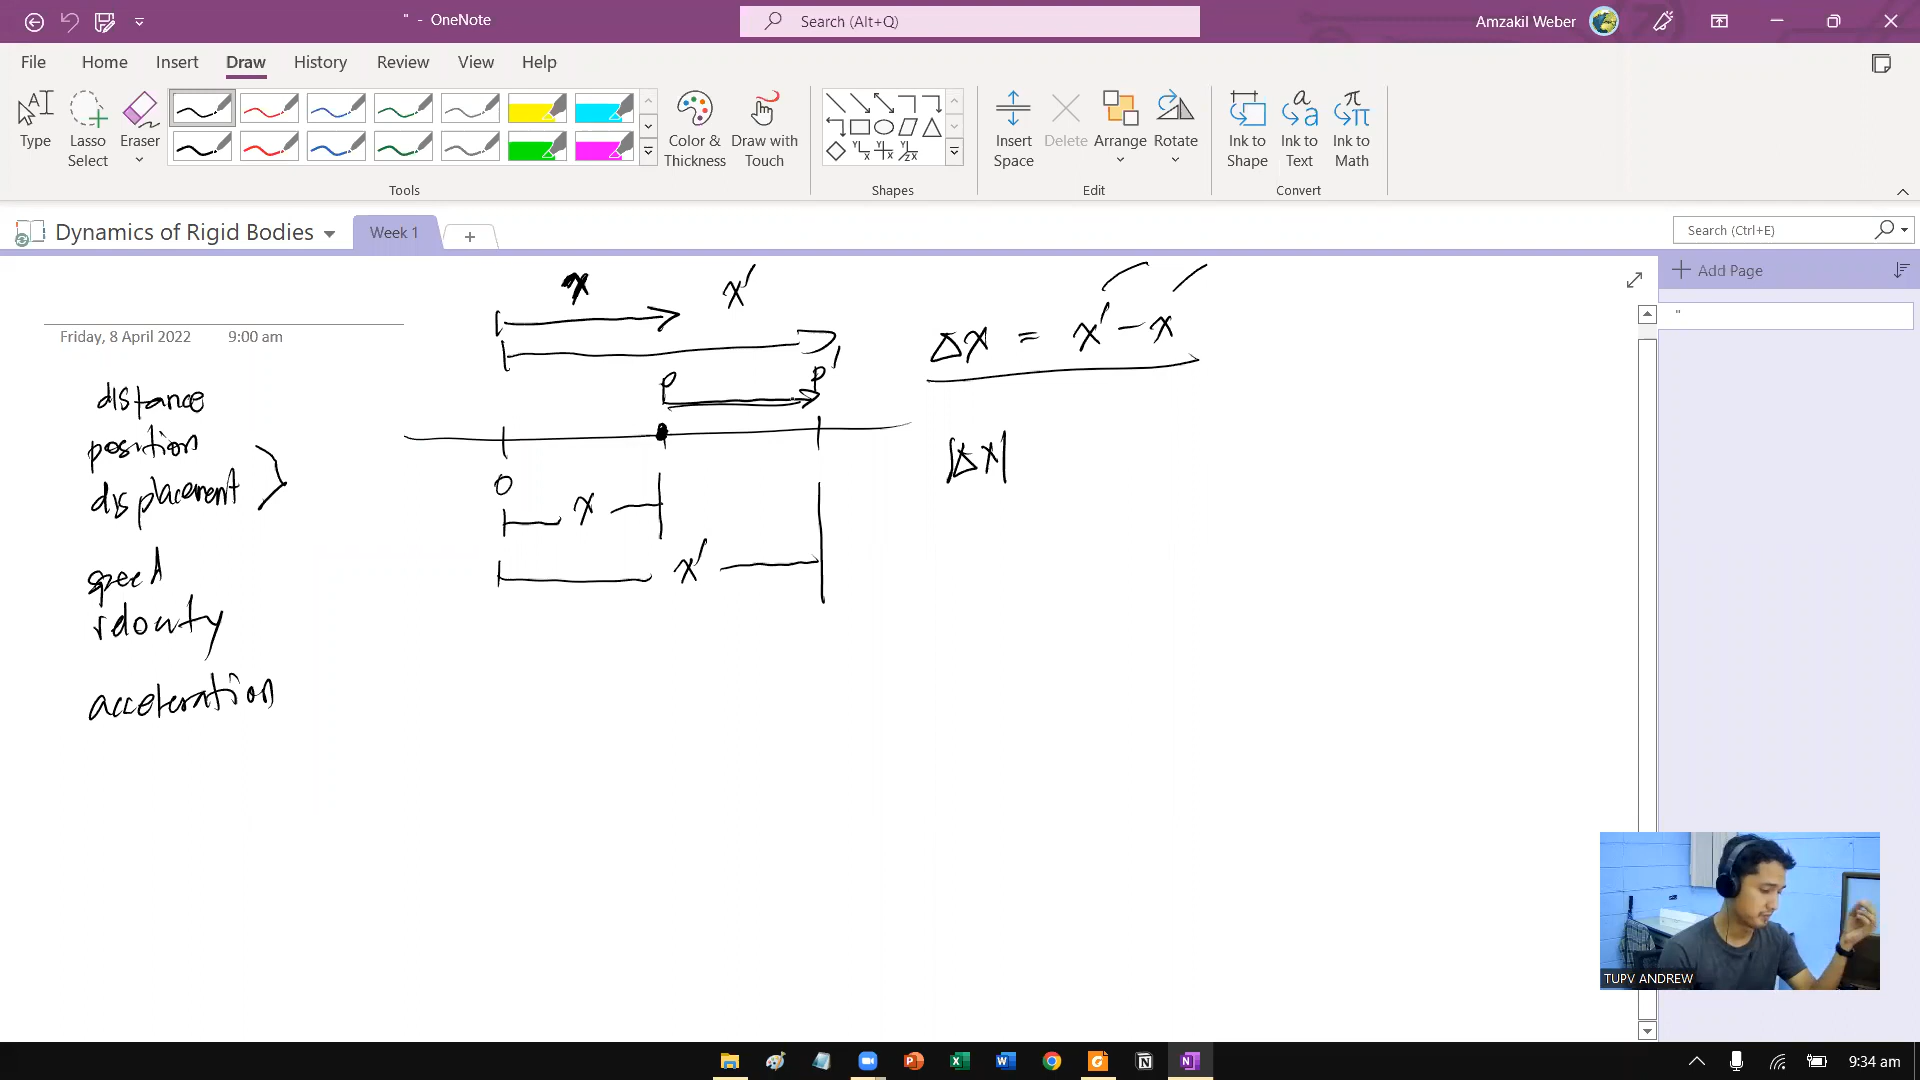 " - OneNote
Search (Alt+Q)
Amzakil Weber
File Home Insert Draw History Review View Help
Type
Lasso Select
Eraser
Color & Thickness
Draw with Touch
Insert Space
Delete
Arrange
Rotate
Ink to Shape
Ink to Text
Ink to Math
Tools
Shapes
Edit
Convert
Dynamics of Rigid Bodies
Week 1
+
Search (Ctrl+E)
Add Page
"
Friday, 8 April 2022 9:00 am
x
x'
Δx = x' - x
P P'
distance
position
displacement
|Δx|
O
x
x'
speed
velocity
acceleration
TUPV ANDREW
9:34 am